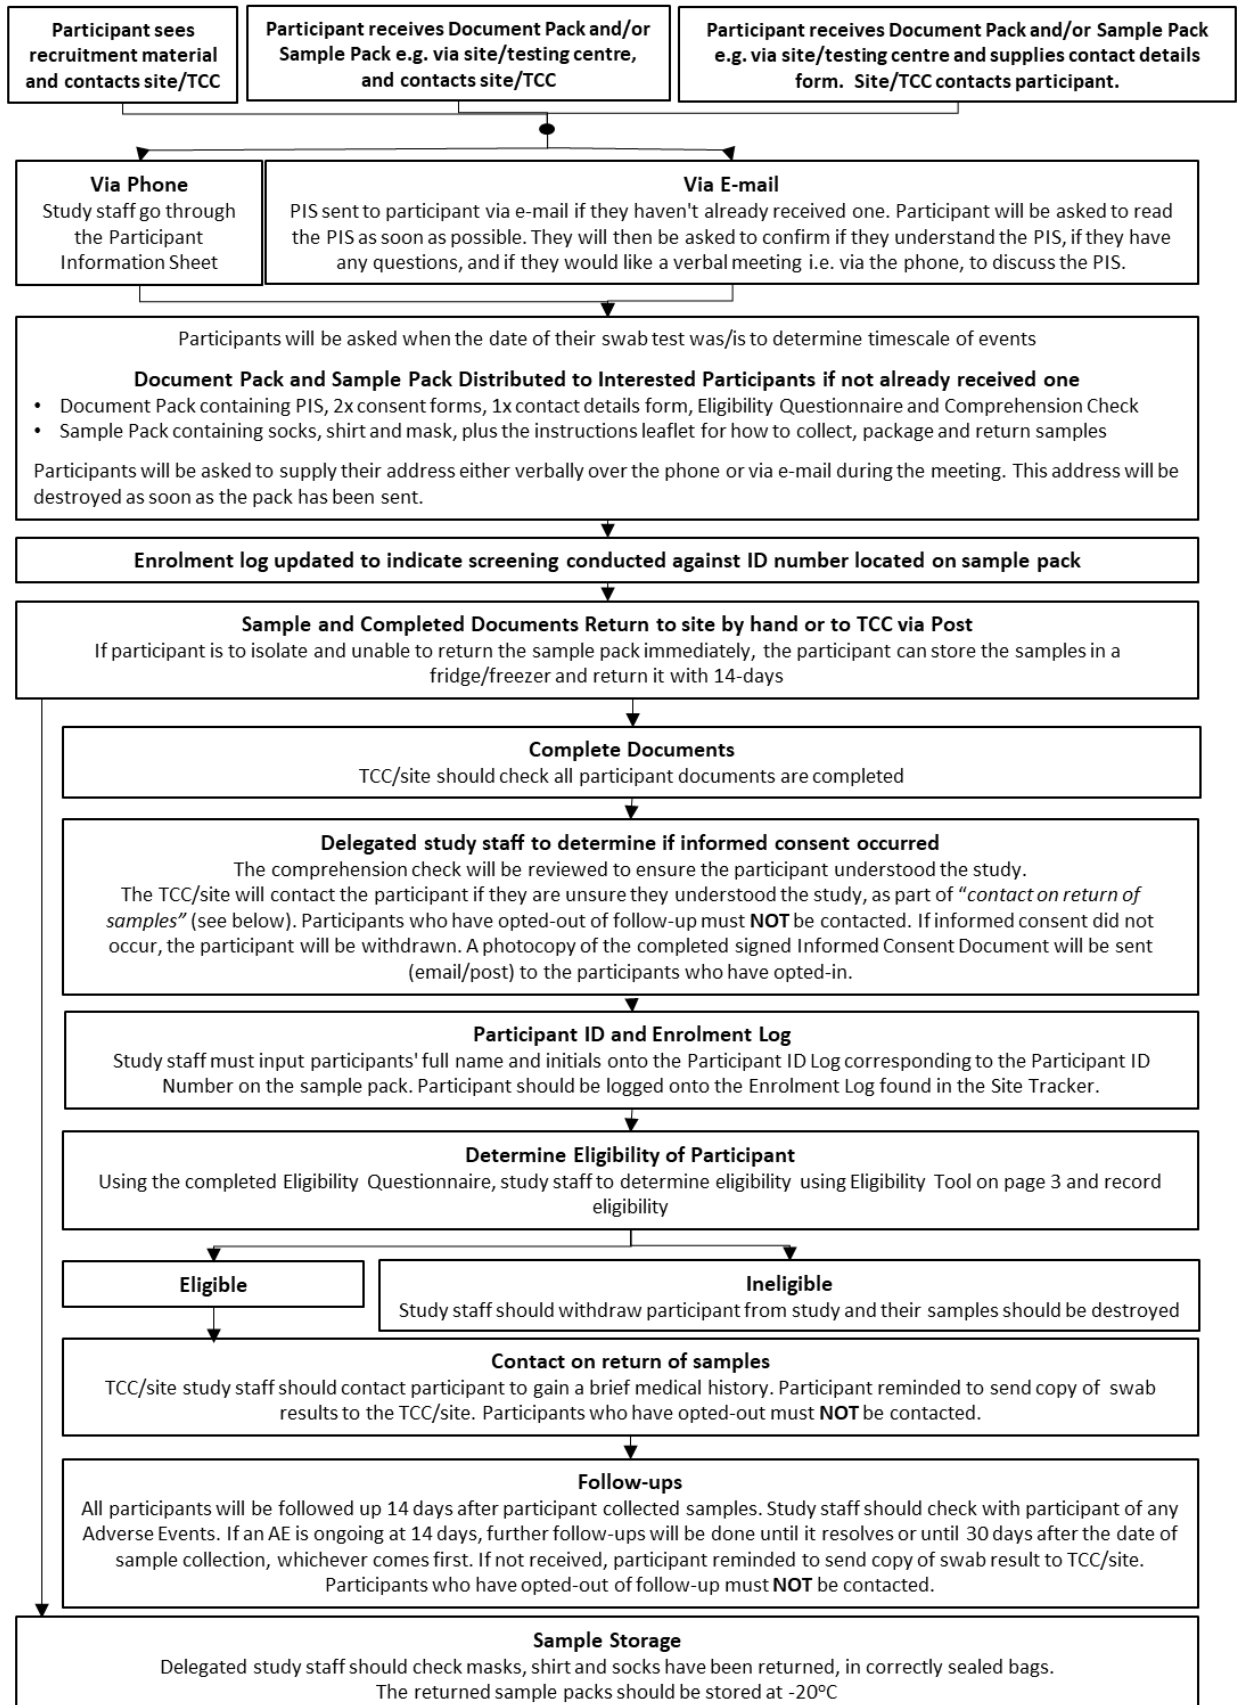 Participant sees
recruitment material
and contacts site/TCC
Participant receives Document Pack and/or
Sample Pack e.g. via site/testing centre,
and contacts site/TCC
Participant receives Document Pack and/or Sample Pack
e.g. via site/testing centre and supplies contact details
form. Site/TCC contacts participant.
Via Phone
Study staff go through
the Participant
Information Sheet
Via E-mail
PIS sent to participant via e-mail if they haven't already received one. Participant will be asked to read
the PIS as soon as possible. They will then be asked to confirm if they understand the PIS, if they have
any questions, and if they would like a verbal meeting i.e. via the phone, to discuss the PIS.
Participants will be asked when the date of their swab test was/is to determine timescale of events
Document Pack and Sample Pack Distributed to Interested Participants if not already received one
• Document Pack containing PIS, 2x consent forms, 1x contact details form, Eligibility Questionnaire and Comprehension Check
• Sample Pack containing socks, shirt and mask, plus the instructions leaflet for how to collect, package and return samples
Participants will be asked to supply their address either verbally over the phone or via e-mail during the meeting. This address will be
destroyed as soon as the pack has been sent.
Enrolment log updated to indicate screening conducted against ID number located on sample pack
Sample and Completed Documents Return to site by hand or to TCC via Post
If participant is to isolate and unable to return the sample pack immediately, the participant can store the samples in a
fridge/freezer and return it with 14-days
Complete Documents
TCC/site should check all participant documents are completed
Delegated study staff to determine if informed consent occurred
The comprehension check will be reviewed to ensure the participant understood the study.
The TCC/site will contact the participant if they are unsure they understood the study, as part of “contact on return of
samples” (see below). Participants who have opted-out of follow-up must NOT be contacted. If informed consent did not
occur, the participant will be withdrawn. A photocopy of the completed signed Informed Consent Document will be sent
(email/post) to the participants who have opted-in.
Participant ID and Enrolment Log
Study staff must input participants' full name and initials onto the Participant ID Log corresponding to the Participant ID
Number on the sample pack. Participant should be logged onto the Enrolment Log found in the Site Tracker.
Determine Eligibility of Participant
Using the completed Eligibility Questionnaire, study staff to determine eligibility using Eligibility Tool on page 3 and record
eligibility
Eligible
Ineligible
Study staff should withdraw participant from study and their samples should be destroyed
Contact on return of samples
TCC/site study staff should contact participant to gain a brief medical history. Participant reminded to send copy of swab
results to the TCC/site. Participants who have opted-out must NOT be contacted.
Follow-ups
All participants will be followed up 14 days after participant collected samples. Study staff should check with participant of any
Adverse Events. If an AE is ongoing at 14 days, further follow-ups will be done until it resolves or until 30 days after the date of
sample collection, whichever comes first. If not received, participant reminded to send copy of swab result to TCC/site.
Participants who have opted-out of follow-up must NOT be contacted.
Sample Storage
Delegated study staff should check masks, shirt and socks have been returned, in correctly sealed bags.
The returned sample packs should be stored at -20°C